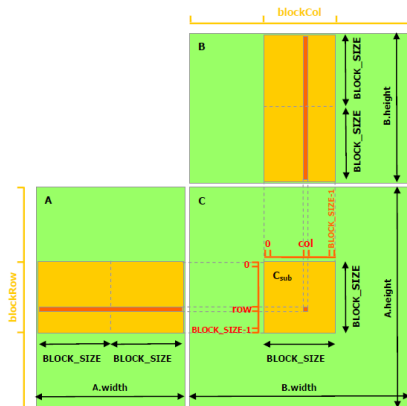 blockCol
B
BLOCK_SIZE
BLOCK_SIZE
B.height
A
C
BLOCK_SIZE-1
0
col
0
C sub
blockRow
row
BLOCK_SIZE
A.height
BLOCK_SIZE-1
BLOCK_SIZE
BLOCK_SIZE
BLOCK_SIZE
A.width
B.width